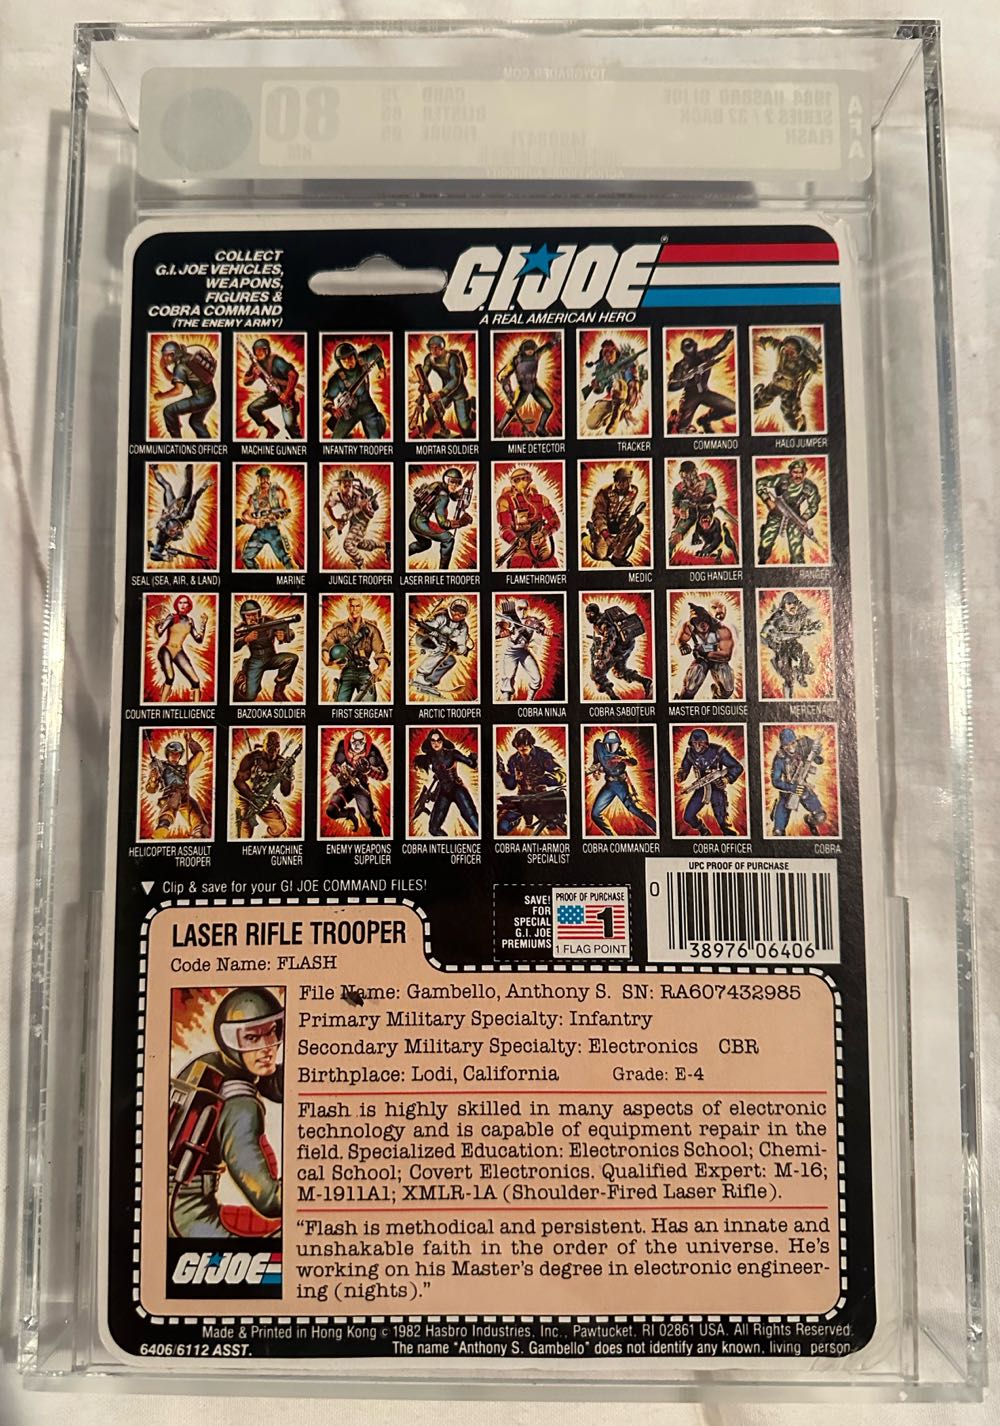 TOYGRADER.COM
AFA
1984 HASBRO GI JOE
SERIES 2 / 32 BACK
FLASH
CARD 75
BLISTER 80
FIGURE 85
80
NM
COLLECT
G.I. JOE VEHICLES,
WEAPONS,
FIGURES &
COBRA COMMAND
(THE ENEMY ARMY)
G.I. JOE®
A REAL AMERICAN HERO
COMMUNICATIONS OFFICER MACHINE GUNNER INFANTRY TROOPER MORTAR SOLDIER MINE DETECTOR TRACKER COMMANDO HALO JUMPER
SEAL (SEA, AIR, & LAND) MARINE JUNGLE TROOPER LASER RIFLE TROOPER FLAMETHROWER MEDIC DOG HANDLER RANGER
COUNTER INTELLIGENCE BAZOOKA SOLDIER FIRST SERGEANT ARCTIC TROOPER COBRA NINJA COBRA SABOTEUR MASTER OF DISGUISE MERCENARY
HELICOPTER ASSAULT TROOPER HEAVY MACHINE GUNNER ENEMY WEAPONS SUPPLIER COBRA INTELLIGENCE OFFICER COBRA ANTI-ARMOR SPECIALIST COBRA COMMANDER COBRA OFFICER COBRA
▼ Clip & save for your GI JOE COMMAND FILES!
SAVE!
FOR
SPECIAL
G.I. JOE
PREMIUMS
PROOF OF PURCHASE
1
1 FLAG POINT
UPC PROOF OF PURCHASE
0
38976 06406
LASER RIFLE TROOPER
Code Name: FLASH
File Name: Gambello, Anthony S. SN: RA607432985
Primary Military Specialty: Infantry
Secondary Military Specialty: Electronics CBR
Birthplace: Lodi, California Grade: E-4
Flash is highly skilled in many aspects of electronic
technology and is capable of equipment repair in the
field. Specialized Education: Electronics School; Chemi-
cal School; Covert Electronics. Qualified Expert: M-16;
M-1911A1; XMLR-1A (Shoulder-Fired Laser Rifle).
"Flash is methodical and persistent. Has an innate and
unshakable faith in the order of the universe. He's
working on his Master's degree in electronic engineer-
ing (nights)."
GI JOE
Made & Printed in Hong Kong © 1982 Hasbro Industries, Inc., Pawtucket, RI 02861 USA. All Rights Reserved.
6406/6112 ASST.
The name "Anthony S. Gambello" does not identify any known, living person.